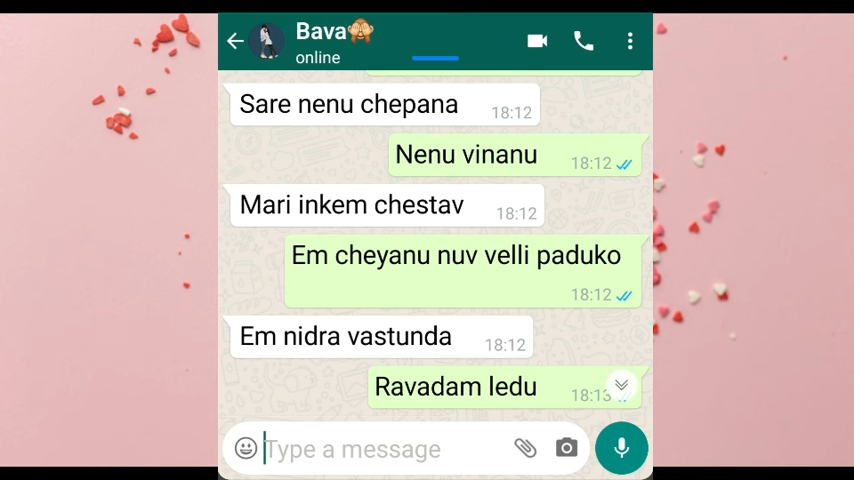 Bava🙈
online
Sare nenu chepana 18:12
Nenu vinanu 18:12
Mari inkem chestav 18:12
Em cheyanu nuv velli paduko
18:12
Em nidra vastunda 18:12
Ravadam ledu 18:13
Type a message